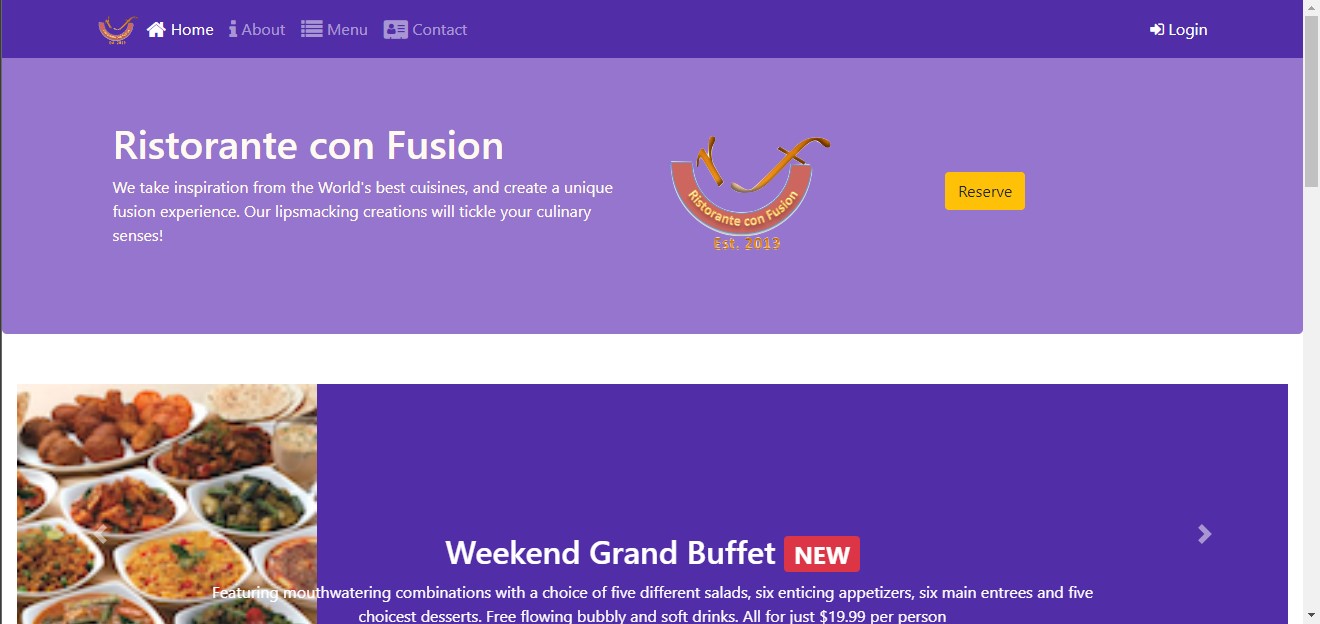 Home About Menu Contact Login
Ristorante con Fusion
We take inspiration from the World's best cuisines, and create a unique
fusion experience. Our lipsmacking creations will tickle your culinary
senses!
Ristorante con Fusion
Est. 2013
Reserve
Weekend Grand Buffet NEW
Featuring mouthwatering combinations with a choice of five different salads, six enticing appetizers, six main entrees and five
choicest desserts. Free flowing bubbly and soft drinks. All for just $19.99 per person